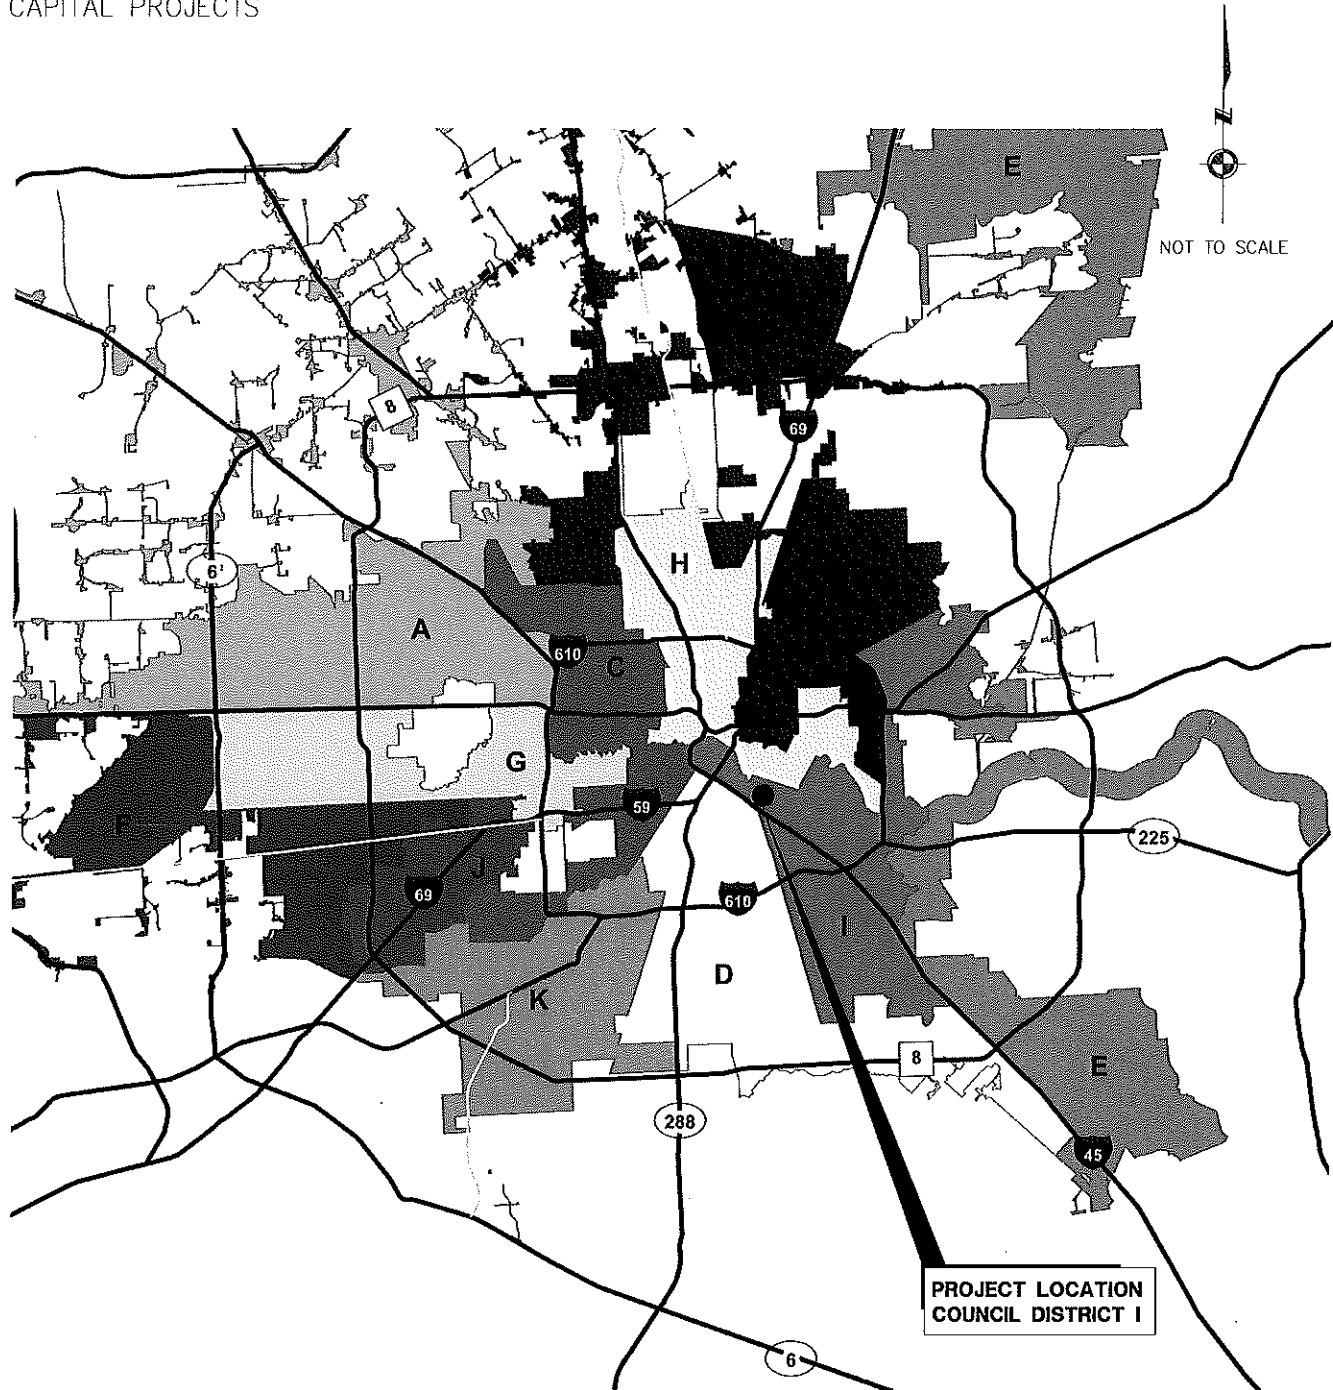 CAPITAL PROJECTS
E
N
NOT TO SCALE
8
69
H
6
A
610
C
G
59
F
225
J
69
610
I
D
K
8
E
288
45
PROJECT LOCATION
COUNCIL DISTRICT I
6